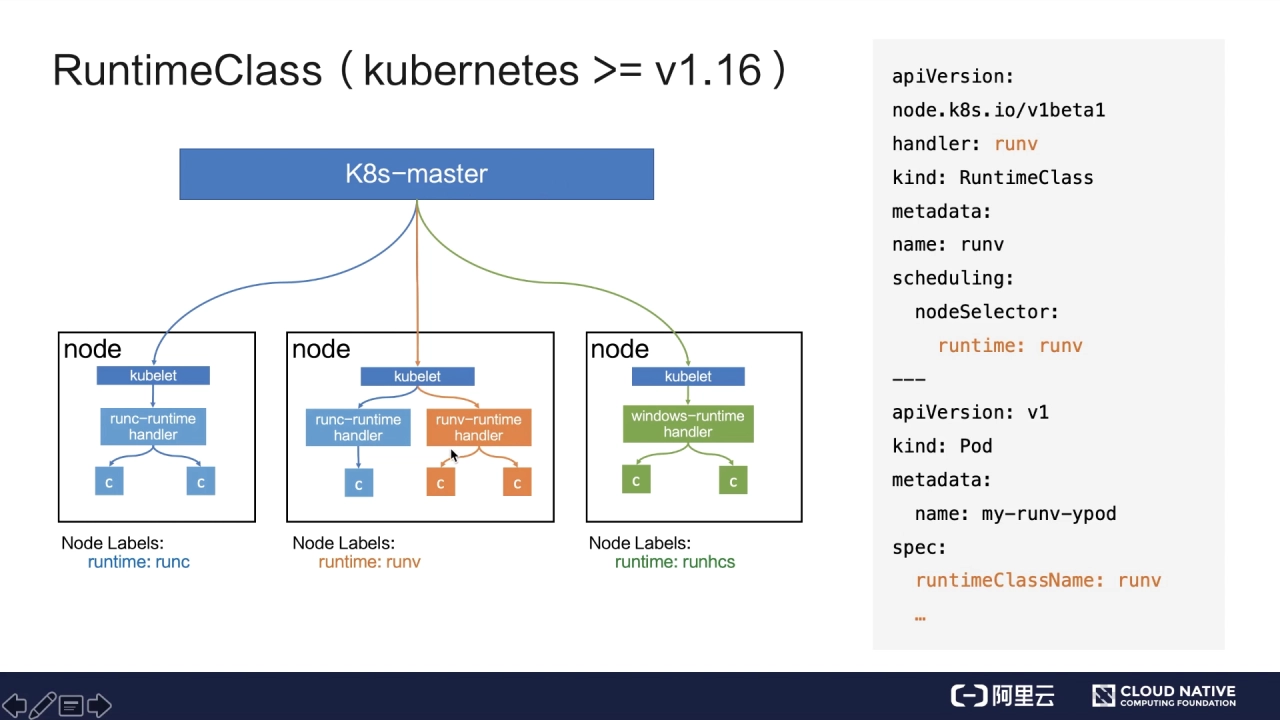 RuntimeClass（kubernetes >= v1.16）
K8s-master
node
kubelet
runc-runtime
handler
c
c
Node Labels:
runtime: runc
node
kubelet
runc-runtime
handler
runv-runtime
handler
c
c
c
Node Labels:
runtime: runv
node
kubelet
windows-runtime
handler
c
c
Node Labels:
runtime: runhcs
apiVersion:
node.k8s.io/v1beta1
handler: runv
kind: RuntimeClass
metadata:
name: runv
scheduling:
nodeSelector:
runtime: runv
---
apiVersion: v1
kind: Pod
metadata:
name: my-runv-ypod
spec:
runtimeClassName: runv
…
阿里云
CLOUD NATIVE
COMPUTING FOUNDATION